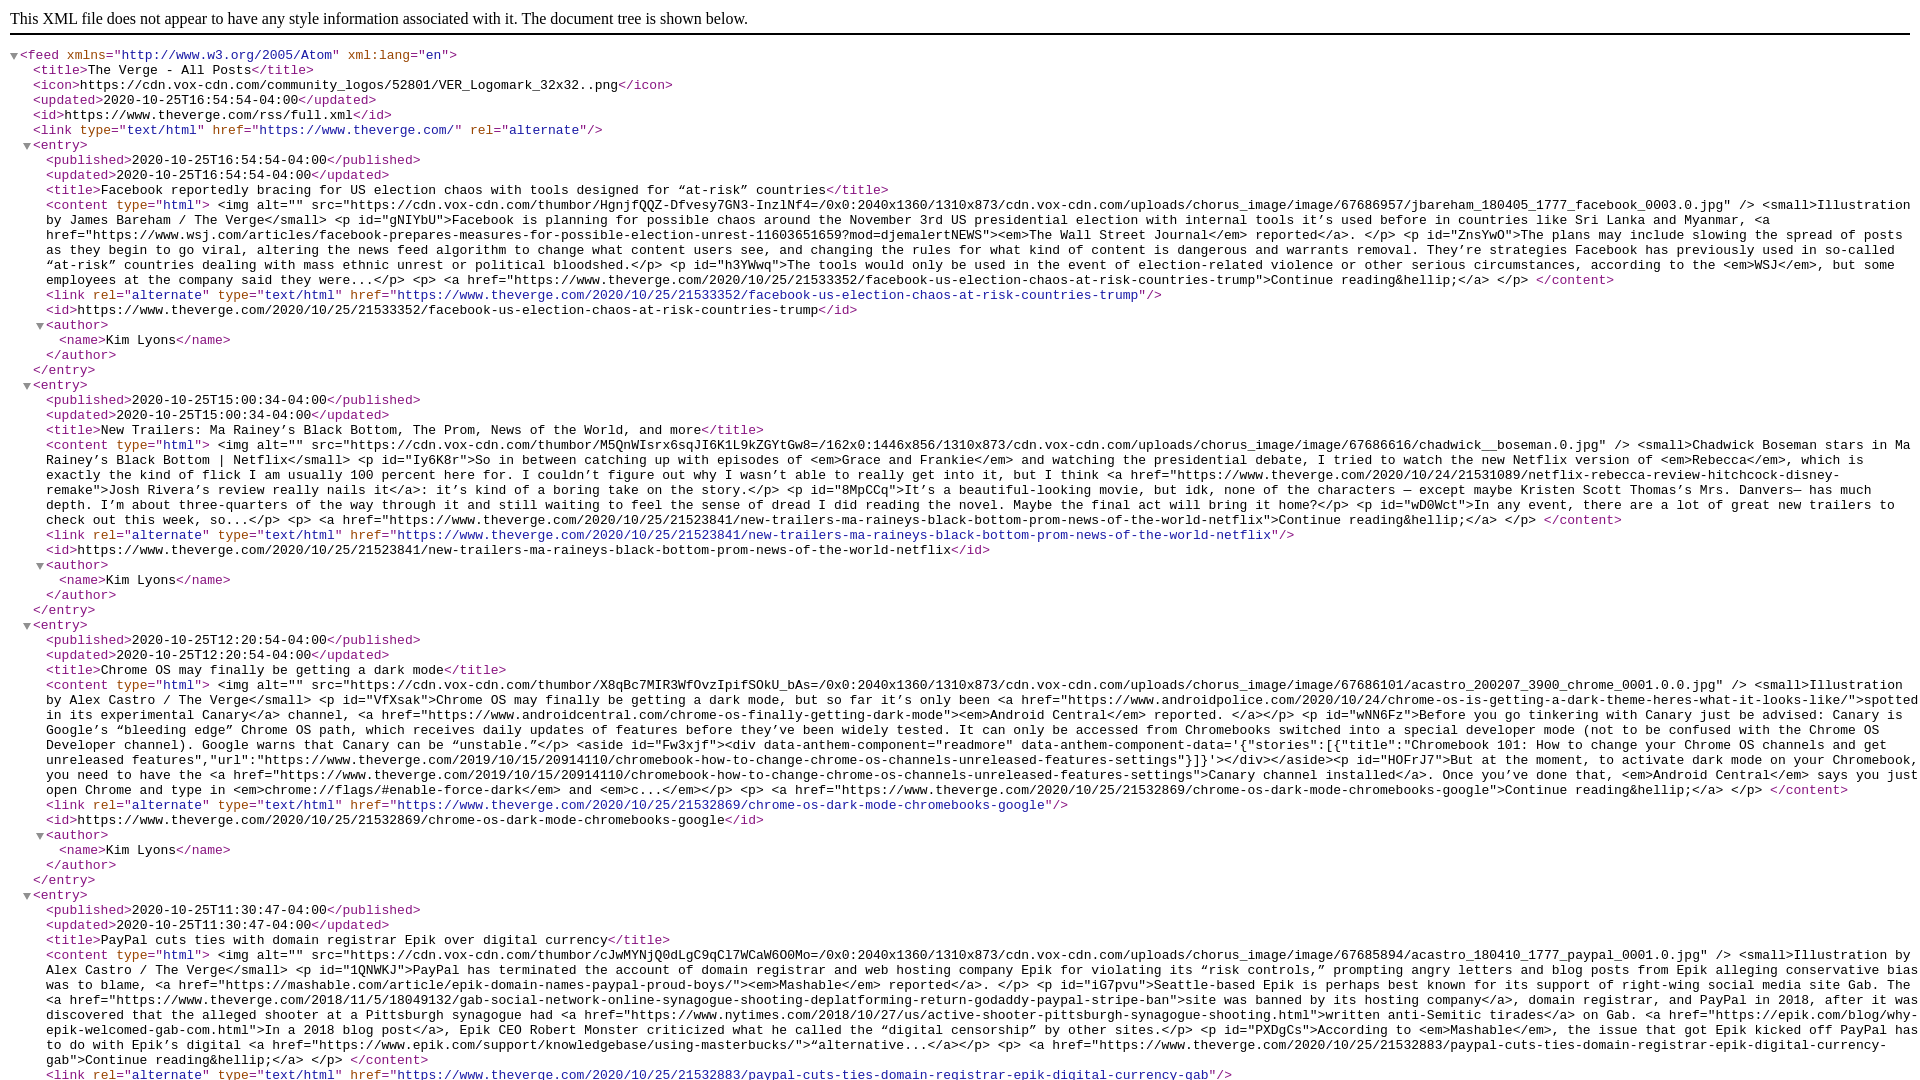 This XML file does not appear to have any style information associated with it. The document tree is shown below.
<feed xmlns="http://www.w3.org/2005/Atom" xml:lang="en">
<title>The Verge - All Posts</title>
<icon>https://cdn.vox-cdn.com/community_logos/52801/VER_Logomark_32x32..png</icon>
<updated>2020-10-25T16:54:54-04:00</updated>
<id>https://www.theverge.com/rss/full.xml</id>
<link type="text/html" href="https://www.theverge.com/" rel="alternate"/>
<entry>
<published>2020-10-25T16:54:54-04:00</published>
<updated>2020-10-25T16:54:54-04:00</updated>
<title>Facebook reportedly bracing for US election chaos with tools designed for “at-risk” countries</title>
<content type="html"> <img alt="" src="https://cdn.vox-cdn.com/thumbor/HgnjfQQZ-Dfvesy7GN3-InzlNf4=/0x0:2040x1360/1310x873/cdn.vox-cdn.com/uploads/chorus_image/image/67686957/jbareham_180405_1777_facebook_0003.0.jpg" /> <small>Illustration
by James Bareham / The Verge</small> <p id="gNIYbU">Facebook is planning for possible chaos around the November 3rd US presidential election with internal tools it’s used before in countries like Sri Lanka and Myanmar, <a
href="https://www.wsj.com/articles/facebook-prepares-measures-for-possible-election-unrest-11603651659?mod=djemalertNEWS"><em>The Wall Street Journal</em> reported</a>. </p> <p id="ZnsYwO">The plans may include slowing the spread of posts
as they begin to go viral, altering the news feed algorithm to change what content users see, and changing the rules for what kind of content is dangerous and warrants removal. They’re strategies Facebook has previously used in so-called
“at-risk” countries dealing with mass ethnic unrest or political bloodshed.</p> <p id="h3YWwq">The tools would only be used in the event of election-related violence or other serious circumstances, according to the <em>WSJ</em>, but some
employees at the company said they were...</p> <p> <a href="https://www.theverge.com/2020/10/25/21533352/facebook-us-election-chaos-at-risk-countries-trump">Continue reading&hellip;</a> </p> </content>
<link rel="alternate" type="text/html" href="https://www.theverge.com/2020/10/25/21533352/facebook-us-election-chaos-at-risk-countries-trump"/>
<id>https://www.theverge.com/2020/10/25/21533352/facebook-us-election-chaos-at-risk-countries-trump</id>
<author>
<name>Kim Lyons</name>
</author>
</entry>
<entry>
<published>2020-10-25T15:00:34-04:00</published>
<updated>2020-10-25T15:00:34-04:00</updated>
<title>New Trailers: Ma Rainey’s Black Bottom, The Prom, News of the World, and more</title>
<content type="html"> <img alt="" src="https://cdn.vox-cdn.com/thumbor/M5QnWIsrx6sqJI6K1L9kZGYtGw8=/162x0:1446x856/1310x873/cdn.vox-cdn.com/uploads/chorus_image/image/67686616/chadwick__boseman.0.jpg" /> <small>Chadwick Boseman stars in Ma
Rainey’s Black Bottom | Netflix</small> <p id="Iy6K8r">So in between catching up with episodes of <em>Grace and Frankie</em> and watching the presidential debate, I tried to watch the new Netflix version of <em>Rebecca</em>, which is
exactly the kind of flick I am usually 100 percent here for. I couldn’t figure out why I wasn’t able to really get into it, but I think <a href="https://www.theverge.com/2020/10/24/21531089/netflix-rebecca-review-hitchcock-disney-
remake">Josh Rivera’s review really nails it</a>: it’s kind of a boring take on the story.</p> <p id="8MpCCq">It’s a beautiful-looking movie, but idk, none of the characters — except maybe Kristen Scott Thomas’s Mrs. Danvers— has much
depth. I’m about three-quarters of the way through it and still waiting to feel the sense of dread I did reading the novel. Maybe the final act will bring it home?</p> <p id="wD0Wct">In any event, there are a lot of great new trailers to
check out this week, so...</p> <p> <a href="https://www.theverge.com/2020/10/25/21523841/new-trailers-ma-raineys-black-bottom-prom-news-of-the-world-netflix">Continue reading&hellip;</a> </p> </content>
<link rel="alternate" type="text/html" href="https://www.theverge.com/2020/10/25/21523841/new-trailers-ma-raineys-black-bottom-prom-news-of-the-world-netflix"/>
<id>https://www.theverge.com/2020/10/25/21523841/new-trailers-ma-raineys-black-bottom-prom-news-of-the-world-netflix</id>
<author>
<name>Kim Lyons</name>
</author>
</entry>
<entry>
<published>2020-10-25T12:20:54-04:00</published>
<updated>2020-10-25T12:20:54-04:00</updated>
<title>Chrome OS may finally be getting a dark mode</title>
<content type="html"> <img alt="" src="https://cdn.vox-cdn.com/thumbor/X8qBc7MIR3WfOvzIpifSOkU_bAs=/0x0:2040x1360/1310x873/cdn.vox-cdn.com/uploads/chorus_image/image/67686101/acastro_200207_3900_chrome_0001.0.0.jpg" /> <small>Illustration
by Alex Castro / The Verge</small> <p id="VfXsak">Chrome OS may finally be getting a dark mode, but so far it’s only been <a href="https://www.androidpolice.com/2020/10/24/chrome-os-is-getting-a-dark-theme-heres-what-it-looks-like/">spotted
in its experimental Canary</a> channel, <a href="https://www.androidcentral.com/chrome-os-finally-getting-dark-mode"><em>Android Central</em> reported. </a></p> <p id="wNN6Fz">Before you go tinkering with Canary just be advised: Canary is
Google’s “bleeding edge” Chrome OS path, which receives daily updates of features before they’ve been widely tested. It can only be accessed from Chromebooks switched into a special developer mode (not to be confused with the Chrome OS
Developer channel). Google warns that Canary can be “unstable.”</p> <aside id="Fw3xjf"><div data-anthem-component="readmore" data-anthem-component-data='{"stories":[{"title":"Chromebook 101: How to change your Chrome OS channels and get
unreleased features","url":"https://www.theverge.com/2019/10/15/20914110/chromebook-how-to-change-chrome-os-channels-unreleased-features-settings"}]}'></div></aside><p id="HOFrJ7">But at the moment, to activate dark mode on your Chromebook,
you need to have the <a href="https://www.theverge.com/2019/10/15/20914110/chromebook-how-to-change-chrome-os-channels-unreleased-features-settings">Canary channel installed</a>. Once you’ve done that, <em>Android Central</em> says you just
open Chrome and type in <em>chrome://flags/#enable-force-dark</em> and <em>c...</em></p> <p> <a href="https://www.theverge.com/2020/10/25/21532869/chrome-os-dark-mode-chromebooks-google">Continue reading&hellip;</a> </p> </content>
<link rel="alternate" type="text/html" href="https://www.theverge.com/2020/10/25/21532869/chrome-os-dark-mode-chromebooks-google"/>
<id>https://www.theverge.com/2020/10/25/21532869/chrome-os-dark-mode-chromebooks-google</id>
<author>
<name>Kim Lyons</name>
</author>
</entry>
<entry>
<published>2020-10-25T11:30:47-04:00</published>
<updated>2020-10-25T11:30:47-04:00</updated>
<title>PayPal cuts ties with domain registrar Epik over digital currency</title>
<content type="html"> <img alt="" src="https://cdn.vox-cdn.com/thumbor/cJwMYNjQ0dLgC9qCl7WCaW6O0Mo=/0x0:2040x1360/1310x873/cdn.vox-cdn.com/uploads/chorus_image/image/67685894/acastro_180410_1777_paypal_0001.0.jpg" /> <small>Illustration by
Alex Castro / The Verge</small> <p id="1QNWKJ">PayPal has terminated the account of domain registrar and web hosting company Epik for violating its “risk controls,” prompting angry letters and blog posts from Epik alleging conservative bias
was to blame, <a href="https://mashable.com/article/epik-domain-names-paypal-proud-boys/"><em>Mashable</em> reported</a>. </p> <p id="iG7pvu">Seattle-based Epik is perhaps best known for its support of right-wing social media site Gab. The
<a href="https://www.theverge.com/2018/11/5/18049132/gab-social-network-online-synagogue-shooting-deplatforming-return-godaddy-paypal-stripe-ban">site was banned by its hosting company</a>, domain registrar, and PayPal in 2018, after it was
discovered that the alleged shooter at a Pittsburgh synagogue had <a href="https://www.nytimes.com/2018/10/27/us/active-shooter-pittsburgh-synagogue-shooting.html">written anti-Semitic tirades</a> on Gab. <a href="https://epik.com/blog/why-
epik-welcomed-gab-com.html">In a 2018 blog post</a>, Epik CEO Robert Monster criticized what he called the “digital censorship” by other sites.</p> <p id="PXDgCs">According to <em>Mashable</em>, the issue that got Epik kicked off PayPal has
to do with Epik’s digital <a href="https://www.epik.com/support/knowledgebase/using-masterbucks/">“alternative...</a></p> <p> <a href="https://www.theverge.com/2020/10/25/21532883/paypal-cuts-ties-domain-registrar-epik-digital-currency-
gab">Continue reading&hellip;</a> </p> </content>
<link rel="alternate" type="text/html" href="https://www.theverge.com/2020/10/25/21532883/paypal-cuts-ties-domain-registrar-epik-digital-currency-gab"/>